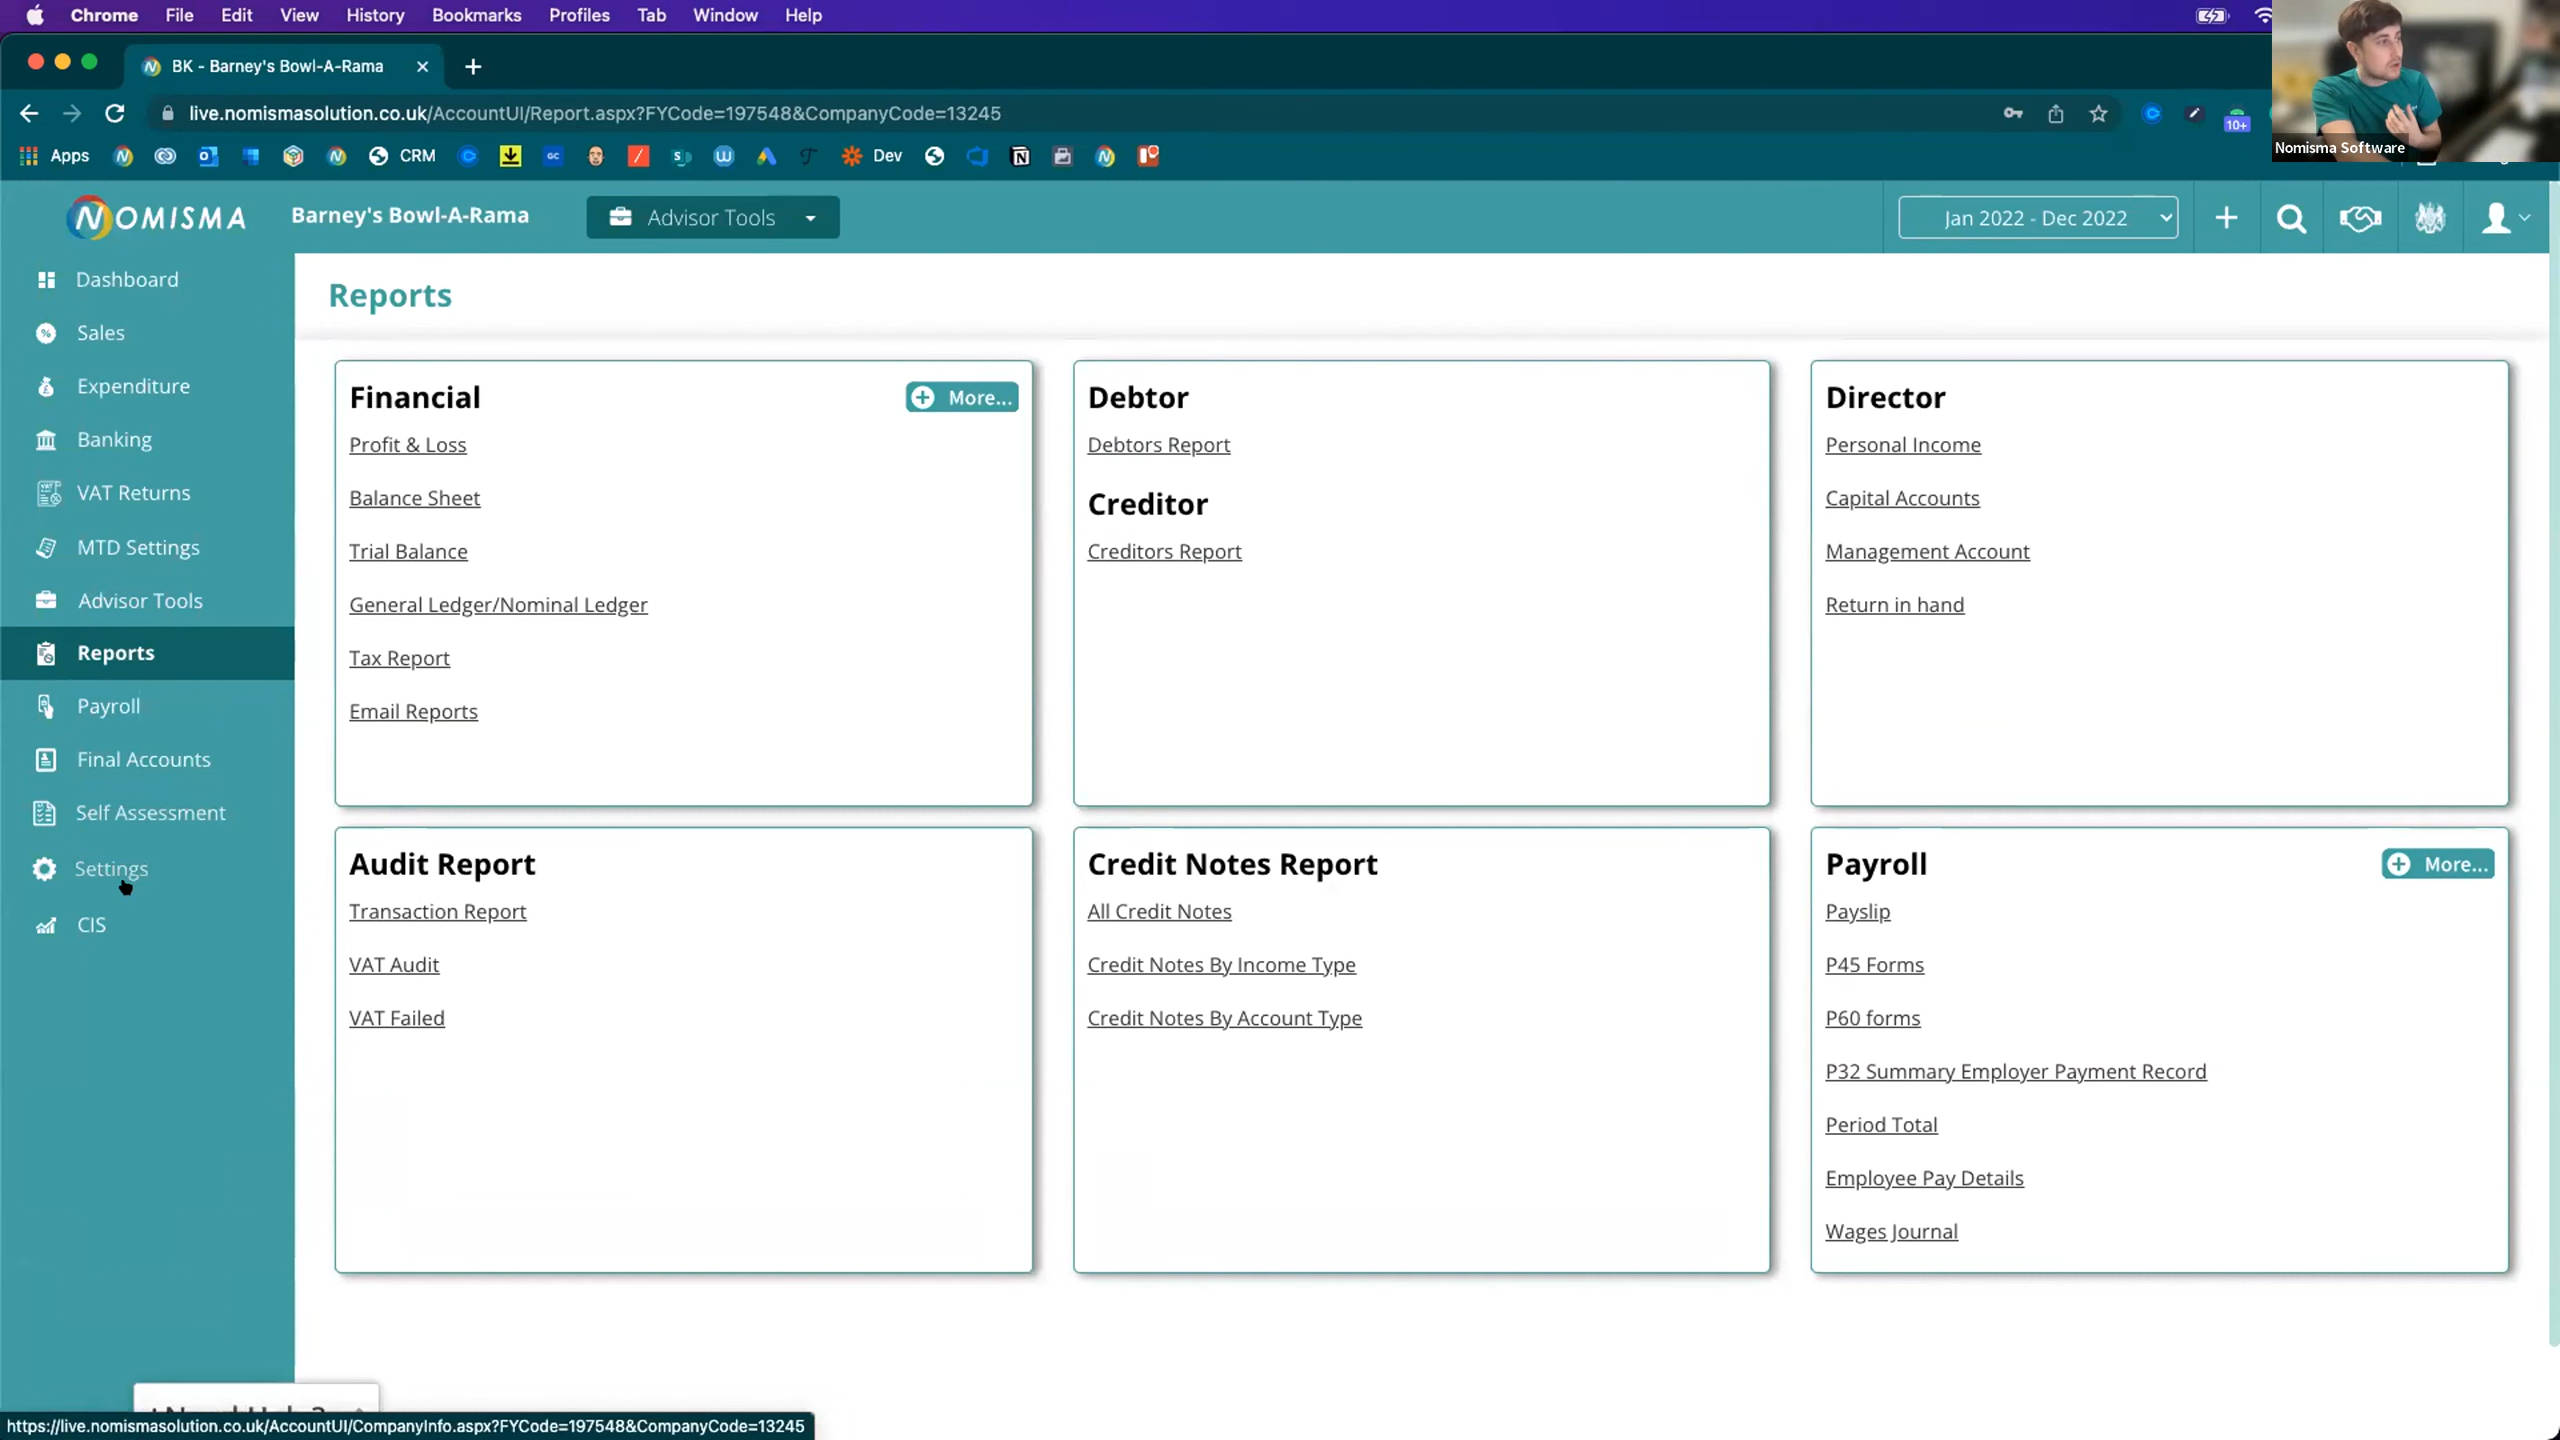 Chrome File Edit View History Bookmarks Profiles Tab Window Help
BK - Barney's Bowl-A-Rama
live.nomismasolution.co.uk/AccountUI/Report.aspx?FYCode=197548&CompanyCode=13245
10+
Apps CRM GC Dev
Nomisma Software
NOMISMA Barney's Bowl-A-Rama Advisor Tools Jan 2022 - Dec 2022
Dashboard
Sales
Expenditure
Banking
VAT Returns
MTD Settings
Advisor Tools
Reports
Payroll
Final Accounts
Self Assessment
Settings
CIS
Reports
Financial More...
Profit & Loss
Balance Sheet
Trial Balance
General Ledger/Nominal Ledger
Tax Report
Email Reports
Debtor
Debtors Report
Creditor
Creditors Report
Director
Personal Income
Capital Accounts
Management Account
Return in hand
Audit Report
Transaction Report
VAT Audit
VAT Failed
Credit Notes Report
All Credit Notes
Credit Notes By Income Type
Credit Notes By Account Type
Payroll More...
Payslip
P45 Forms
P60 forms
P32 Summary Employer Payment Record
Period Total
Employee Pay Details
Wages Journal
https://live.nomismasolution.co.uk/AccountUI/CompanyInfo.aspx?FYCode=197548&CompanyCode=13245